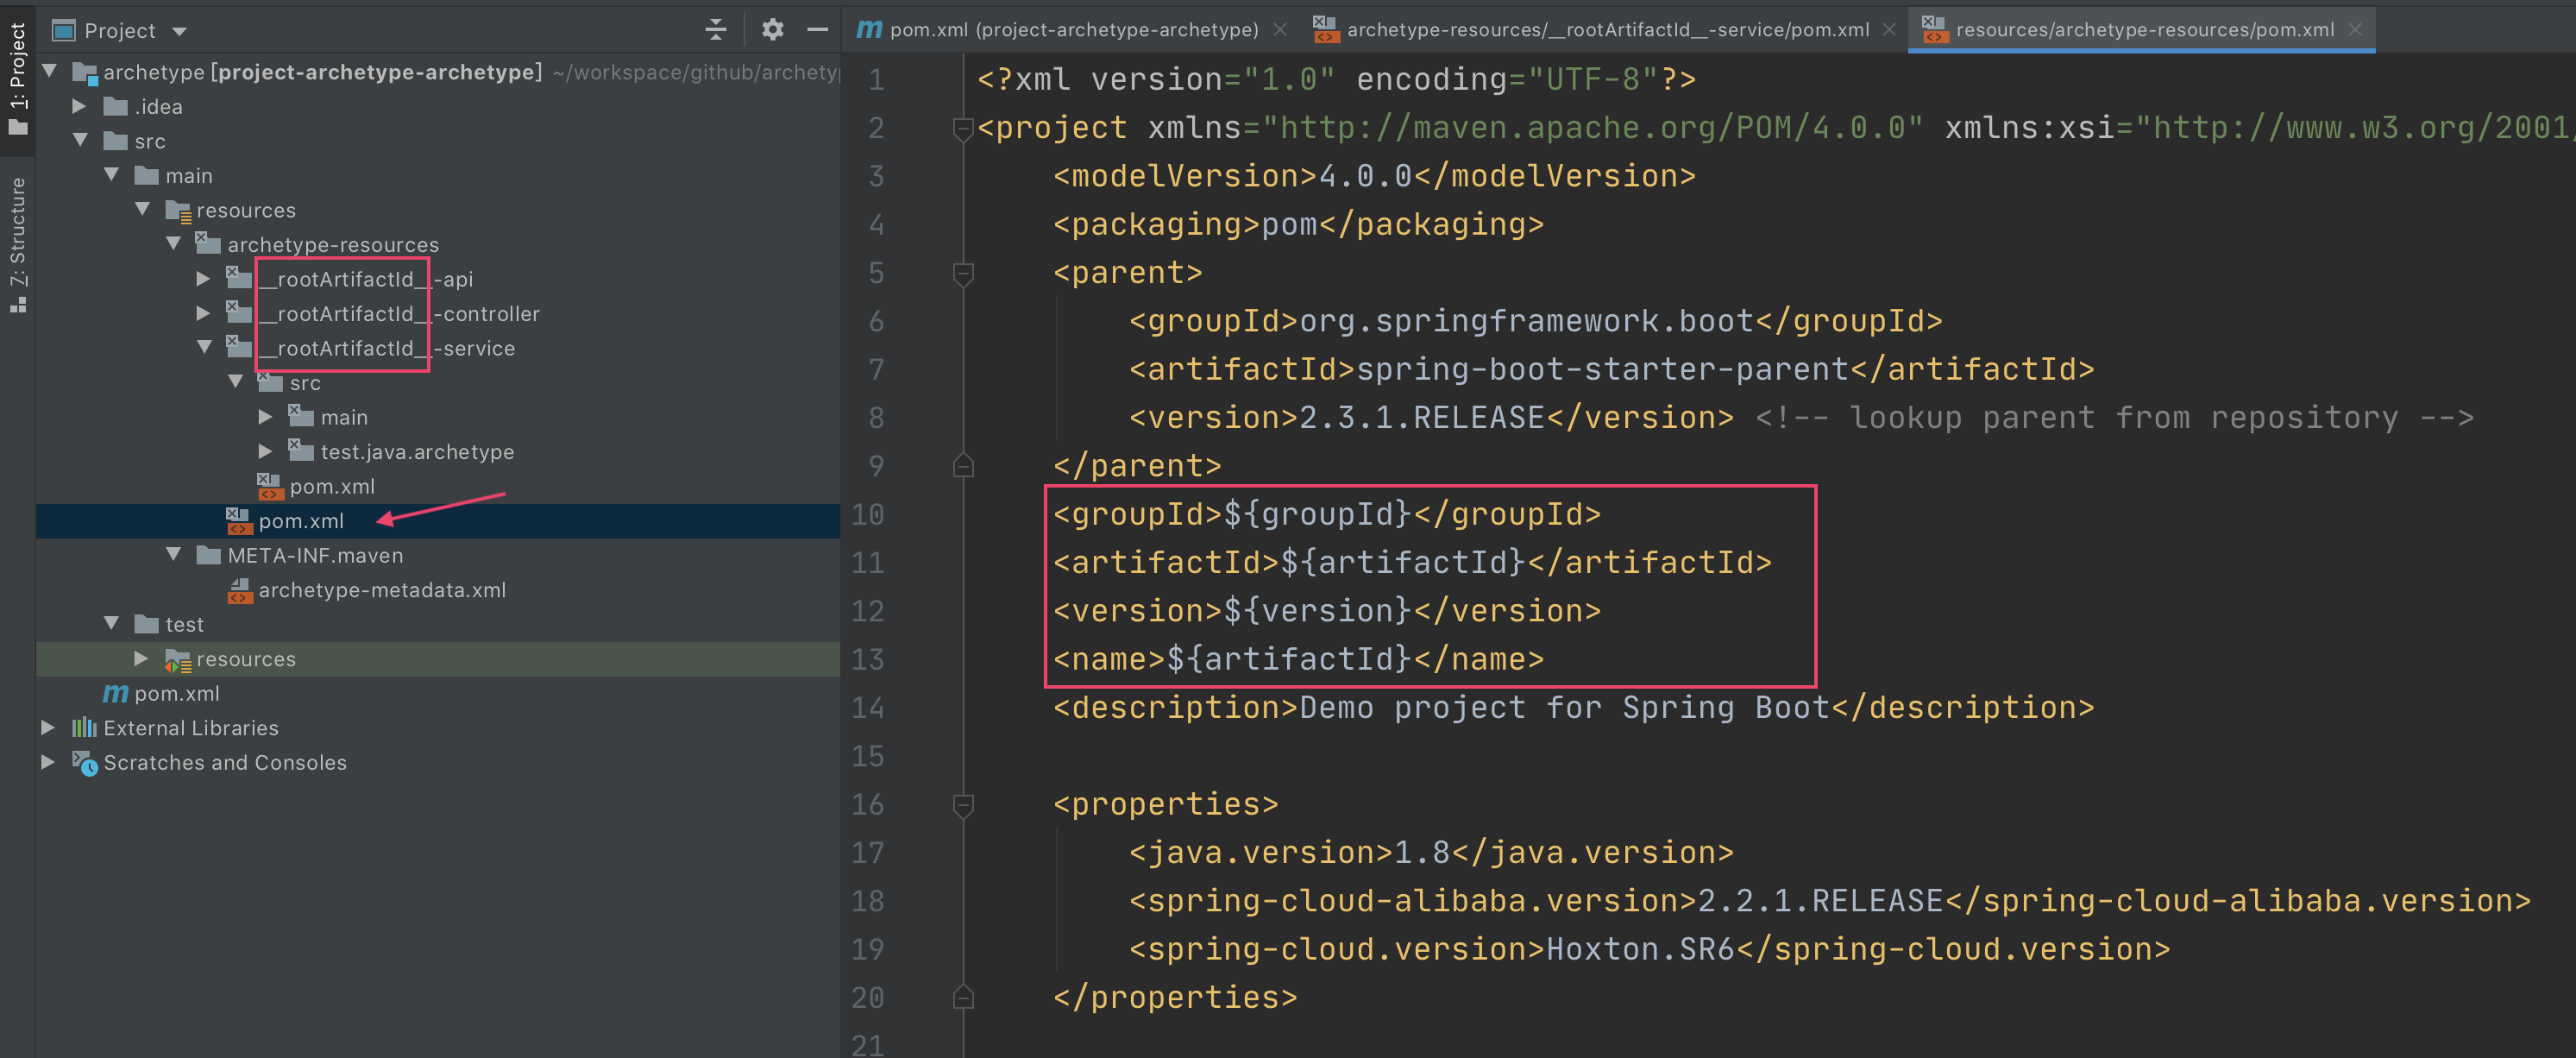 1: Project
Z: Structure
Project
archetype [project-archetype-archetype] ~/workspace/github/archety
.idea
src
main
resources
archetype-resources
__rootArtifactId__-api
__rootArtifactId__-controller
__rootArtifactId__-service
src
main
test.java.archetype
pom.xml
pom.xml
META-INF.maven
archetype-metadata.xml
test
resources
pom.xml
External Libraries
Scratches and Consoles
pom.xml (project-archetype-archetype)
archetype-resources/__rootArtifactId__-service/pom.xml
resources/archetype-resources/pom.xml
1 <?xml version="1.0" encoding="UTF-8"?>
2 <project xmlns="http://maven.apache.org/POM/4.0.0" xmlns:xsi="http://www.w3.org/2001/
3 <modelVersion>4.0.0</modelVersion>
4 <packaging>pom</packaging>
5 <parent>
6 <groupId>org.springframework.boot</groupId>
7 <artifactId>spring-boot-starter-parent</artifactId>
8 <version>2.3.1.RELEASE</version> <!-- lookup parent from repository -->
9 </parent>
10 <groupId>${groupId}</groupId>
11 <artifactId>${artifactId}</artifactId>
12 <version>${version}</version>
13 <name>${artifactId}</name>
14 <description>Demo project for Spring Boot</description>
15
16 <properties>
17 <java.version>1.8</java.version>
18 <spring-cloud-alibaba.version>2.2.1.RELEASE</spring-cloud-alibaba.version>
19 <spring-cloud.version>Hoxton.SR6</spring-cloud.version>
20 </properties>
21